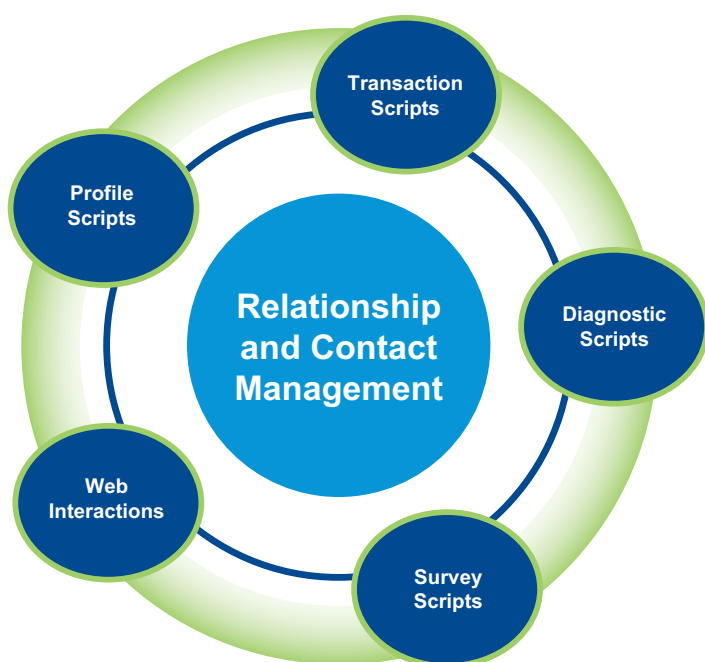 Transaction
Scripts
Profile
Scripts
Relationship
and Contact
Management
Diagnostic
Scripts
Web
Interactions
Survey
Scripts